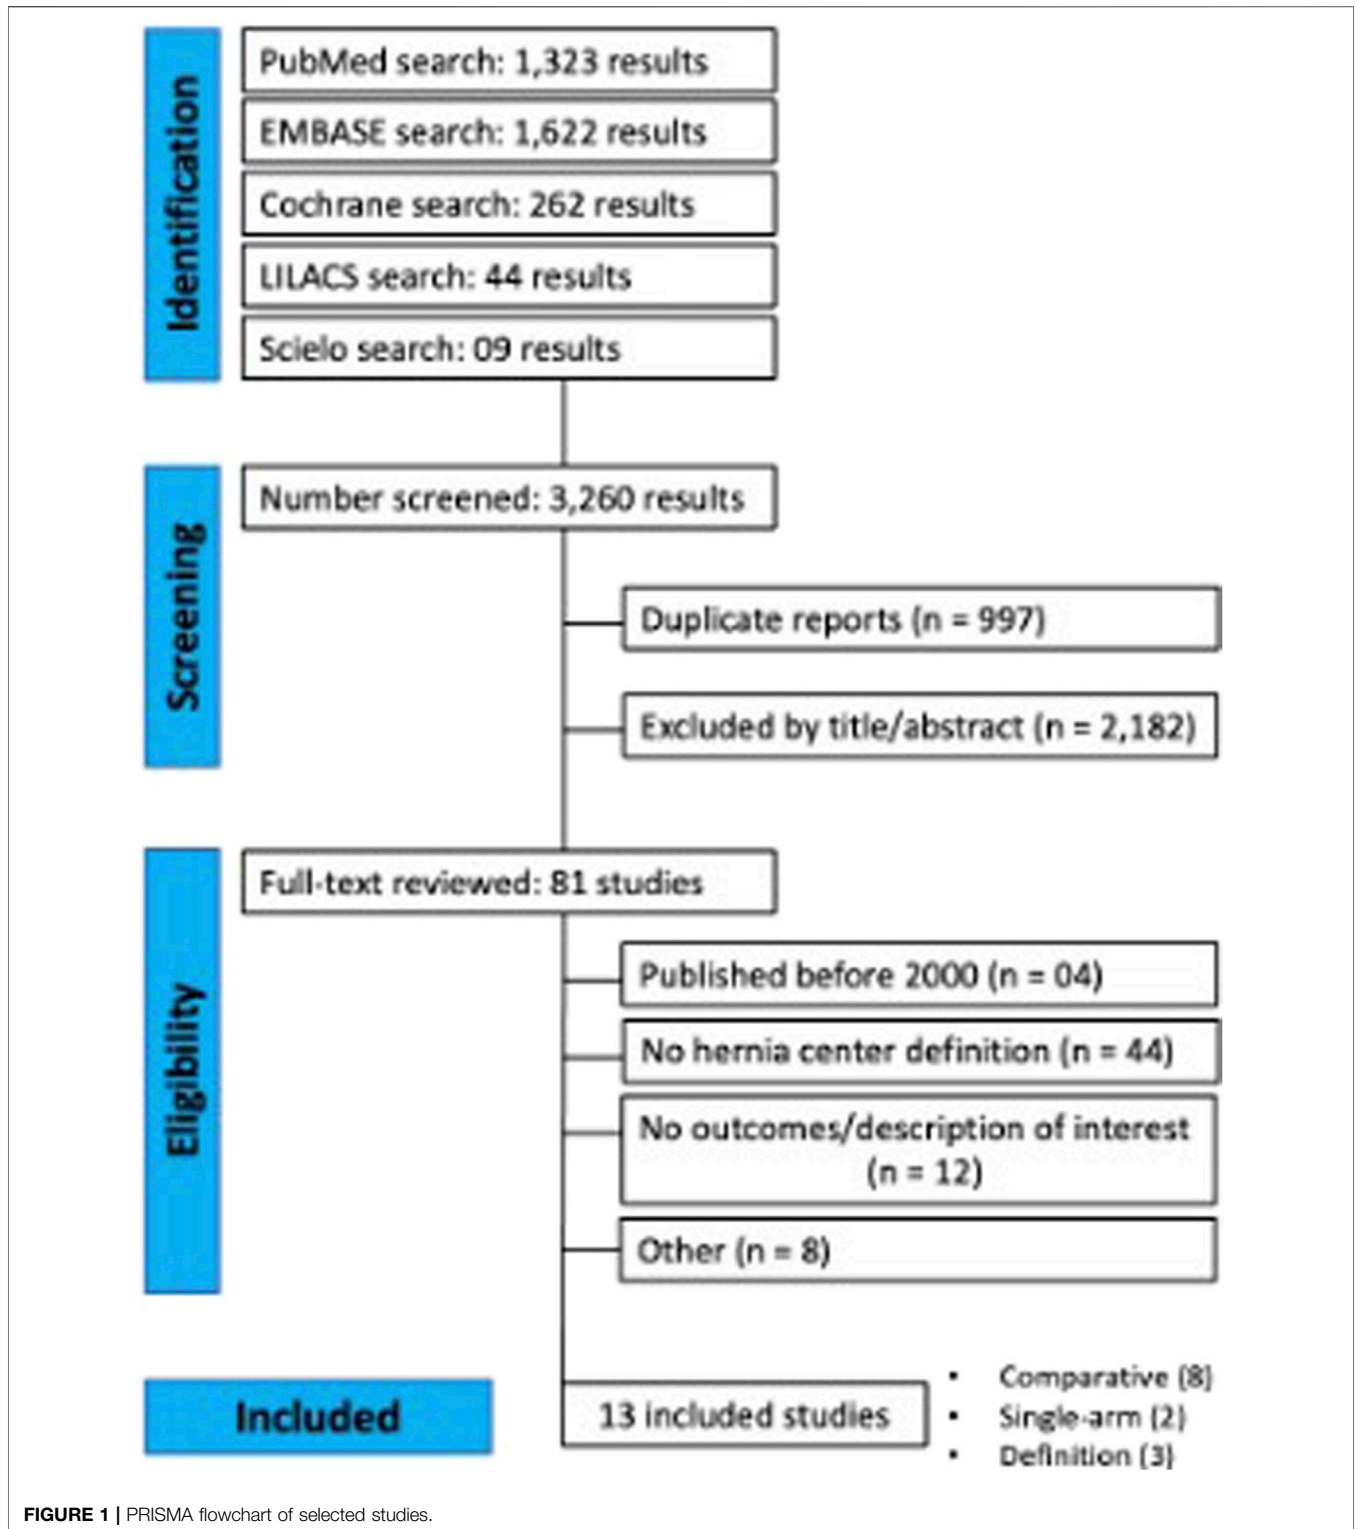 Identification
PubMed search: 1,323 results
EMBASE search: 1,622 results
Cochrane search: 262 results
LILACS search: 44 results
Scielo search: 09 results
Screening
Number screened: 3,260 results
Duplicate reports (n = 997)
Excluded by title/abstract (n = 2,182)
Eligibility
Full-text reviewed: 81 studies
Published before 2000 (n = 04)
No hernia center definition (n = 44)
No outcomes/description of interest
(n = 12)
Other (n = 8)
Included
13 included studies
• Comparative (8)
• Single-arm (2)
• Definition (3)
FIGURE 1 | PRISMA flowchart of selected studies.